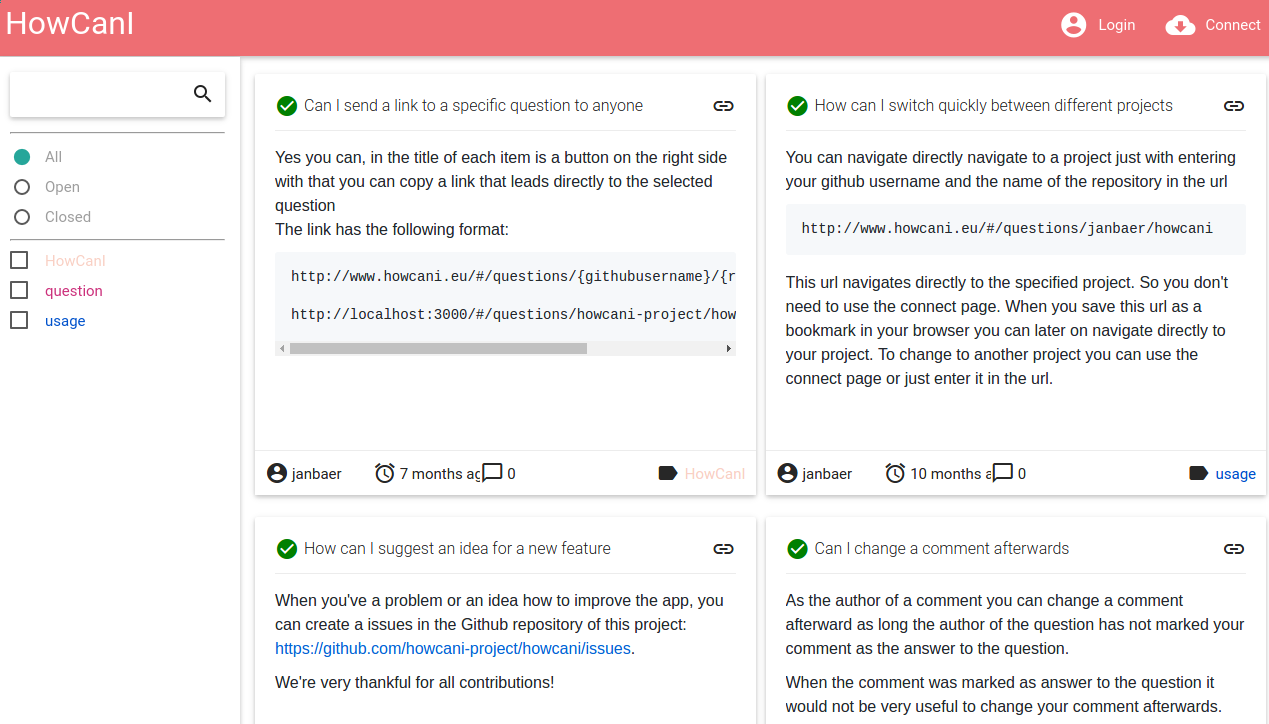 HowCanI
Login
Connect
All
Open
Closed
HowCanI
question
usage
Can I send a link to a specific question to anyone
Yes you can, in the title of each item is a button on the right side
with that you can copy a link that leads directly to the selected
question
The link has the following format:
http://www.howcani.eu/#/questions/{githubusername}/{r
http://localhost:3000/#/questions/howcani-project/how
janbaer
7 months ag
0
HowCanI
How can I switch quickly between different projects
You can navigate directly navigate to a project just with entering
your github username and the name of the repository in the url
http://www.howcani.eu/#/questions/janbaer/howcani
This url navigates directly to the specified project. So you don't
need to use the connect page. When you save this url as a
bookmark in your browser you can later on navigate directly to
your project. To change to another project you can use the
connect page or just enter it in the url.
janbaer
10 months a
0
usage
How can I suggest an idea for a new feature
When you've a problem or an idea how to improve the app, you
can create a issues in the Github repository of this project:
https://github.com/howcani-project/howcani/issues.
We're very thankful for all contributions!
Can I change a comment afterwards
As the author of a comment you can change a comment
afterward as long the author of the question has not marked your
comment as the answer to the question.
When the comment was marked as answer to the question it
would not be very useful to change your comment afterwards.